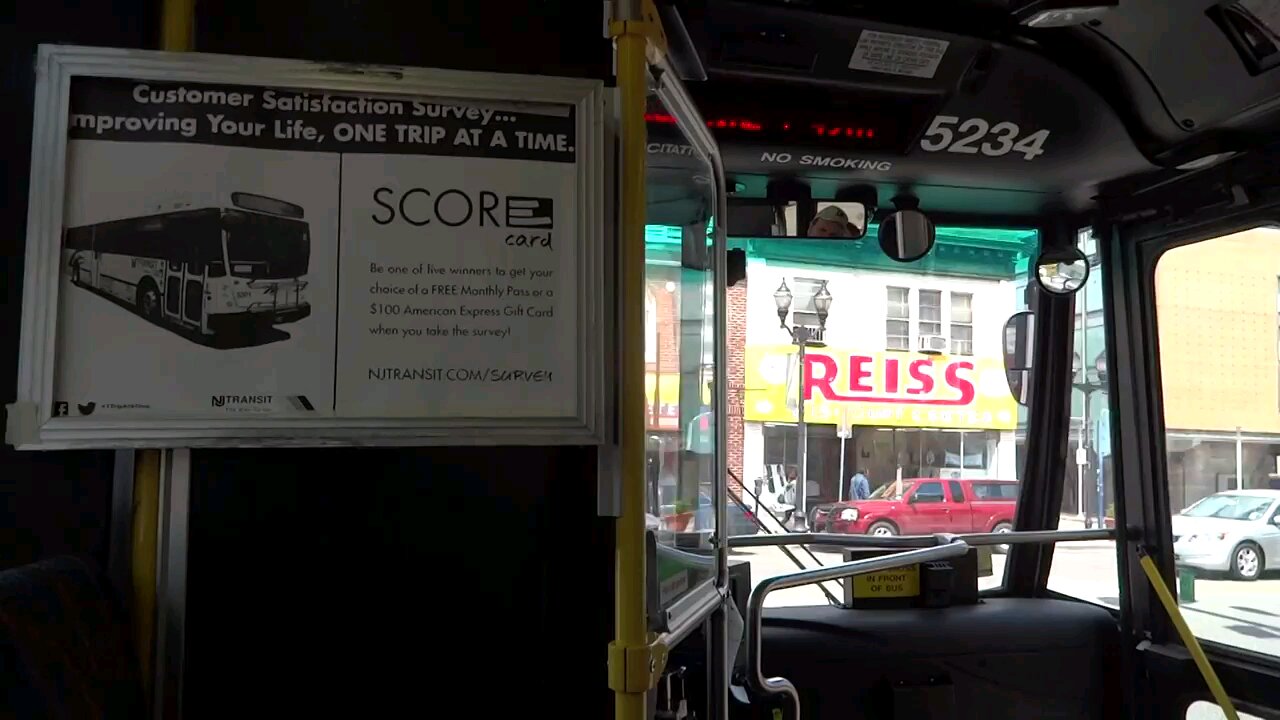 Customer Satisfaction Survey...
mproving Your Life, ONE TRIP AT A TIME.
SCORE
card
Be one of five winners to get your
choice of a FREE Monthly Pass or a
$100 American Express Gift Card
when you take the survey!
NJTRANSIT.COM/SURVEY
NJTRANSIT
5234
NO SMOKING
REISS
IN FRONT
OF BUS